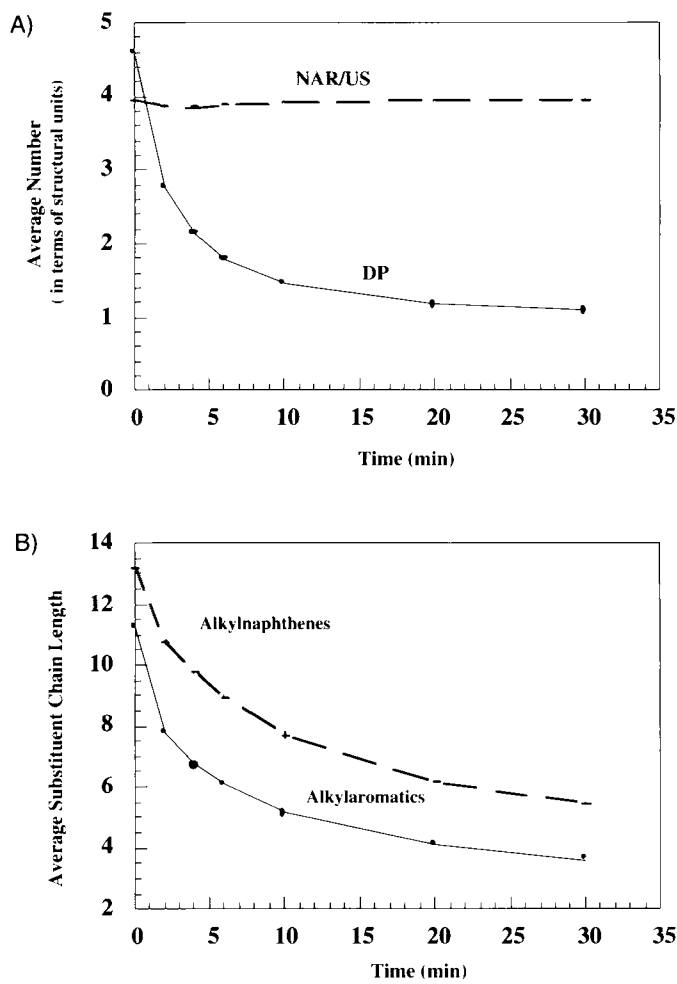 A)
5
4
3
2
1
0
Average Number
( in terms of structural units)
NAR/US
DP
0 5 10 15 20 25 30 35
Time (min)
B)
14
12
10
8
6
4
2
Average Substituent Chain Length
Alkylnaphthenes
Alkylaromatics
0 5 10 15 20 25 30 35
Time (min)